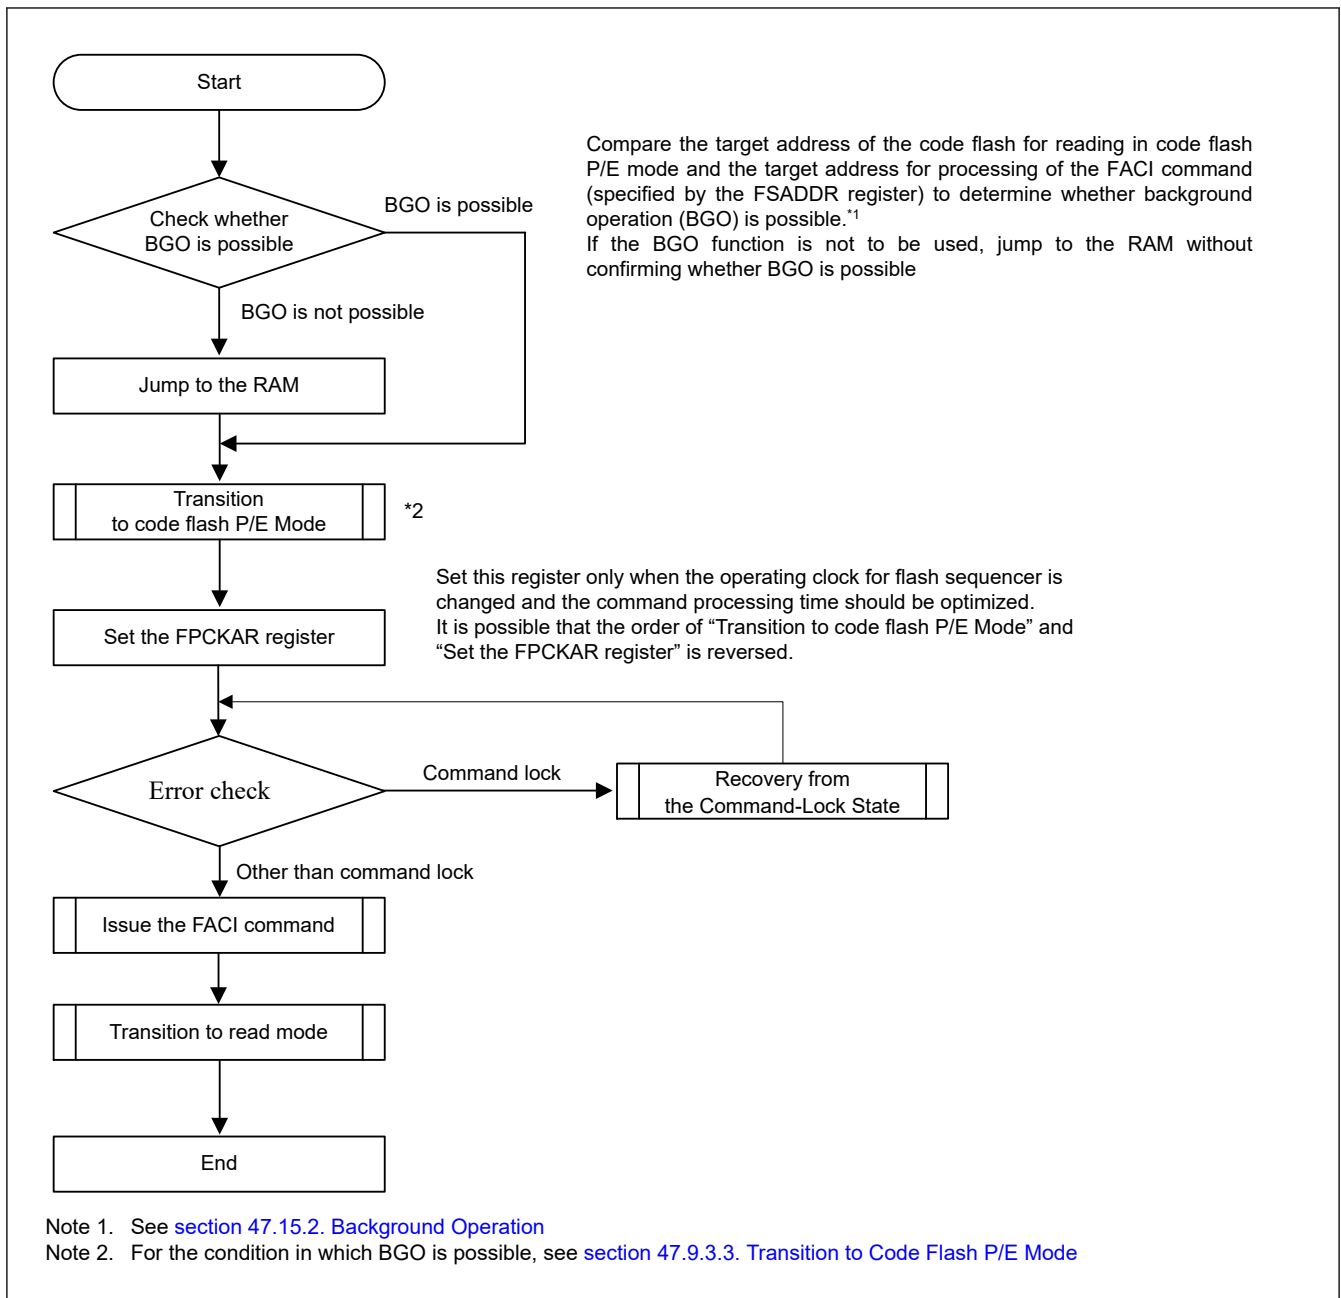 Start
Compare the target address of the code flash for reading in code flash
P/E mode and the target address for processing of the FACI command
(specified by the FSADDR register) to determine whether background
operation (BGO) is possible.*1
If the BGO function is not to be used, jump to the RAM without
confirming whether BGO is possible
Check whether
BGO is possible
BGO is possible
BGO is not possible
Jump to the RAM
Transition
to code flash P/E Mode
*2
Set the FPCKAR register
Set this register only when the operating clock for flash sequencer is
changed and the command processing time should be optimized.
It is possible that the order of “Transition to code flash P/E Mode” and
“Set the FPCKAR register” is reversed.
Error check
Command lock
Recovery from
the Command-Lock State
Other than command lock
Issue the FACI command
Transition to read mode
End
Note 1. See section 47.15.2. Background Operation
Note 2. For the condition in which BGO is possible, see section 47.9.3.3. Transition to Code Flash P/E Mode